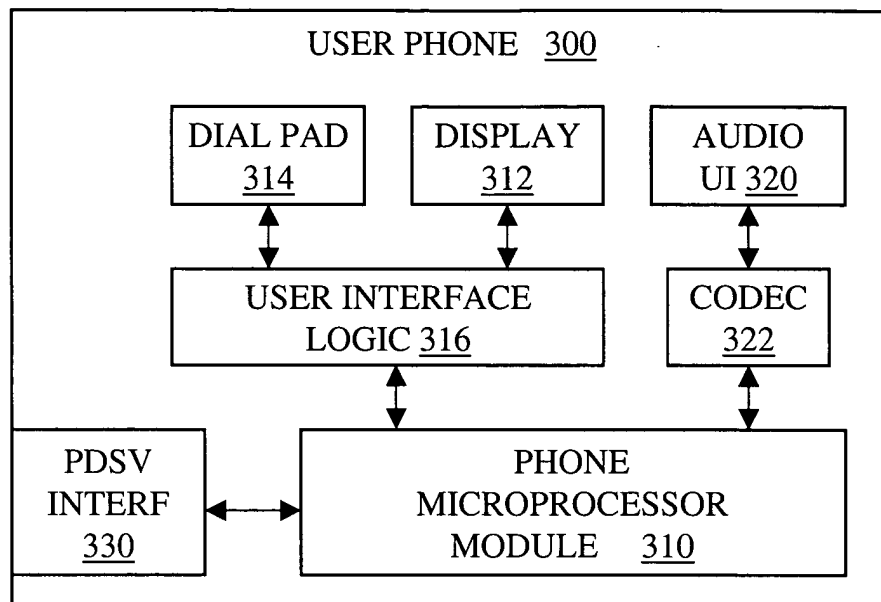 USER PHONE 300
DIAL PAD
314
DISPLAY
312
AUDIO
UI 320
USER INTERFACE
LOGIC 316
CODEC
322
PDSV
INTERF
330
PHONE
MICROPROCESSOR
MODULE 310